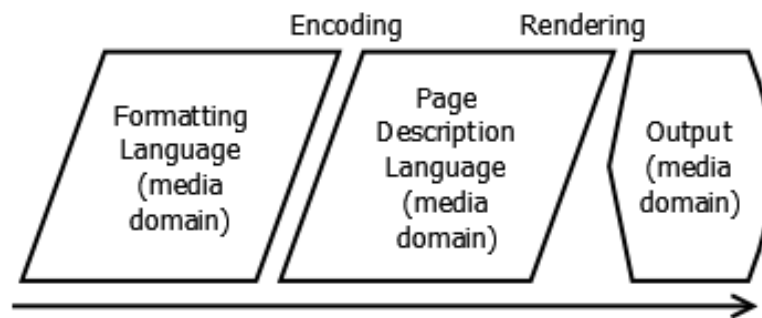 Encoding
Rendering
Formatting
Language
(media
domain)
Page
Description
Language
(media
domain)
Output
(media
domain)